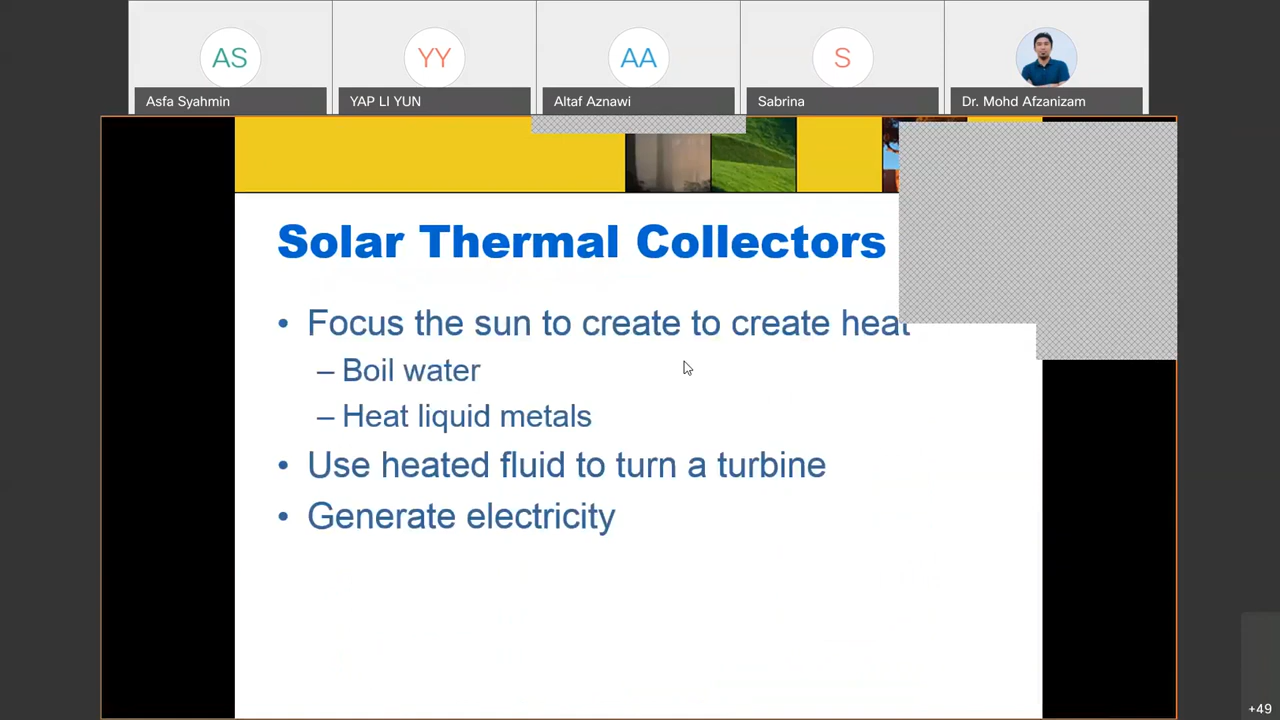 AS
YY
AA
S
Asfa Syahmin
YAP LI YUN
Altaf Aznawi
Sabrina
Dr. Mohd Afzanizam
Solar Thermal Collectors
• Focus the sun to create to create heat
– Boil water
– Heat liquid metals
• Use heated fluid to turn a turbine
• Generate electricity
+49